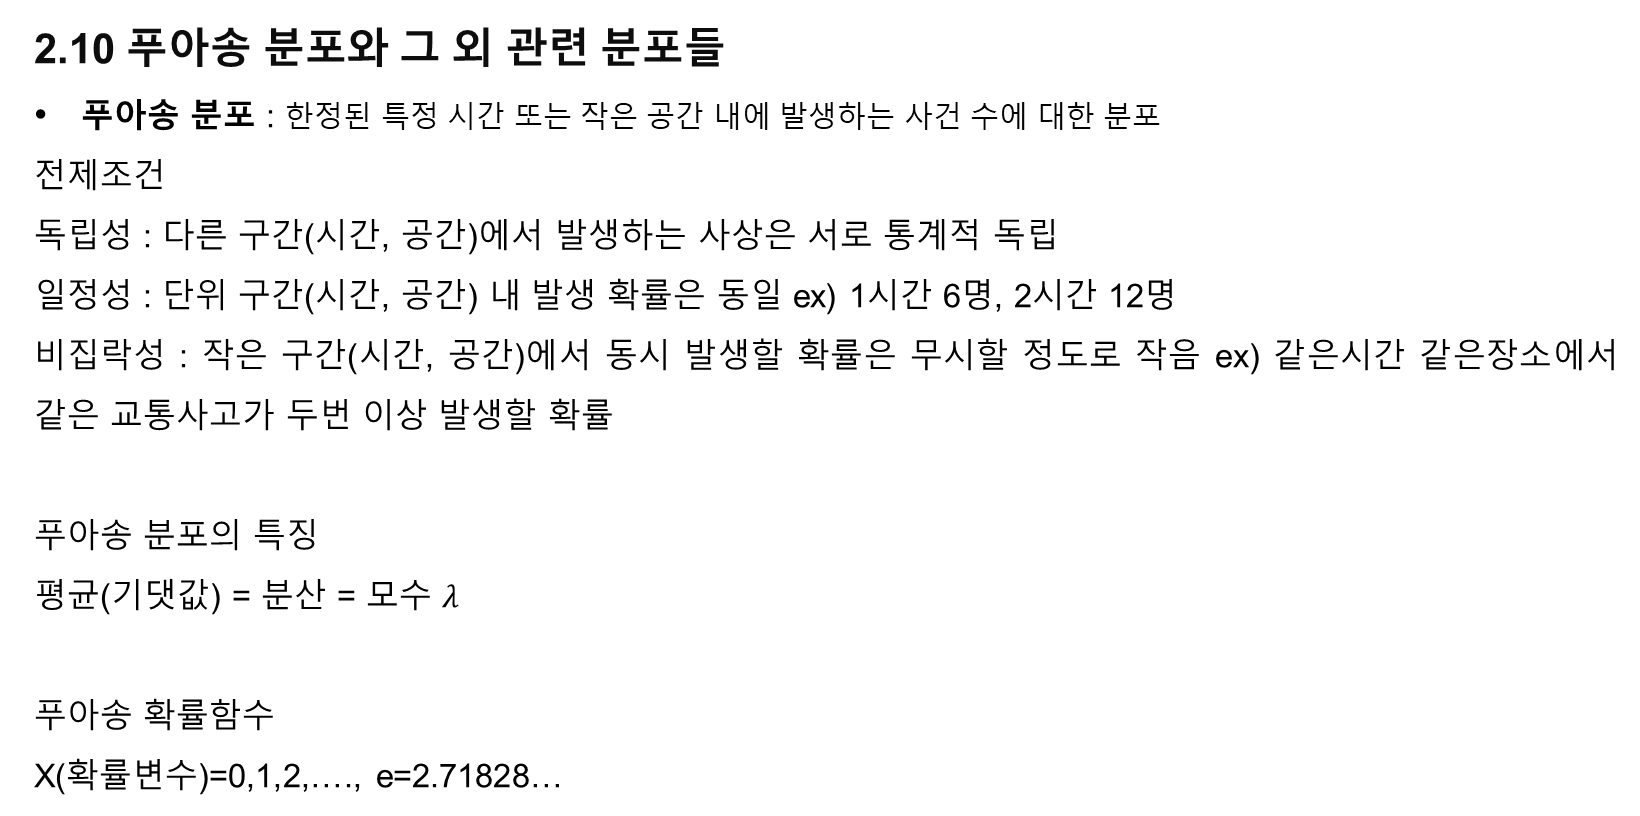 2.10 푸아송 분포와 그 외 관련 분포들
• 푸아송 분포 : 한정된 특정 시간 또는 작은 공간 내에 발생하는 사건 수에 대한 분포
전제조건
독립성 : 다른 구간(시간, 공간)에서 발생하는 사상은 서로 통계적 독립
일정성 : 단위 구간(시간, 공간) 내 발생 확률은 동일 ex) 1시간 6명, 2시간 12명
비집락성 : 작은 구간(시간, 공간)에서 동시 발생할 확률은 무시할 정도로 작음 ex) 같은시간 같은장소에서
같은 교통사고가 두번 이상 발생할 확률
푸아송 분포의 특징
평균(기댓값) = 분산 = 모수 λ
푸아송 확률함수
X(확률변수)=0,1,2,…., e=2.71828…